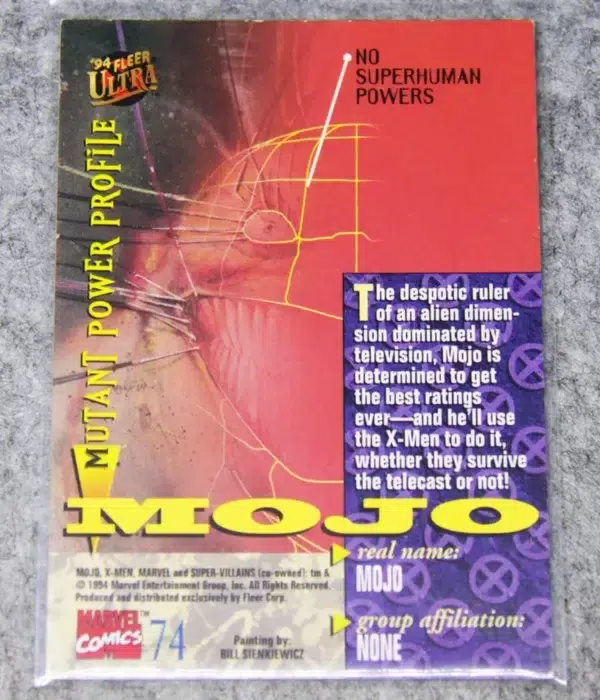 '94 FLEER
ULTRA
NO
SUPERHUMAN
POWERS
MUTANT POWER PROFILE
The despotic ruler
of an alien dimen-
sion dominated by
television, Mojo is
determined to get
the best ratings
ever—and he'll use
the X-Men to do it,
whether they survive
the telecast or not!
MOJO
real name:
MOJO
group affiliation:
NONE
MOJO, X-MEN, MARVEL and SUPER-VILLAINS (co-owned): tm &
© 1994 Marvel Entertainment Group, Inc. All Rights Reserved.
Produced and distributed exclusively by Fleer Corp.
MARVEL™
COMICS
74
Painting by:
BILL SIENKIEWICZ